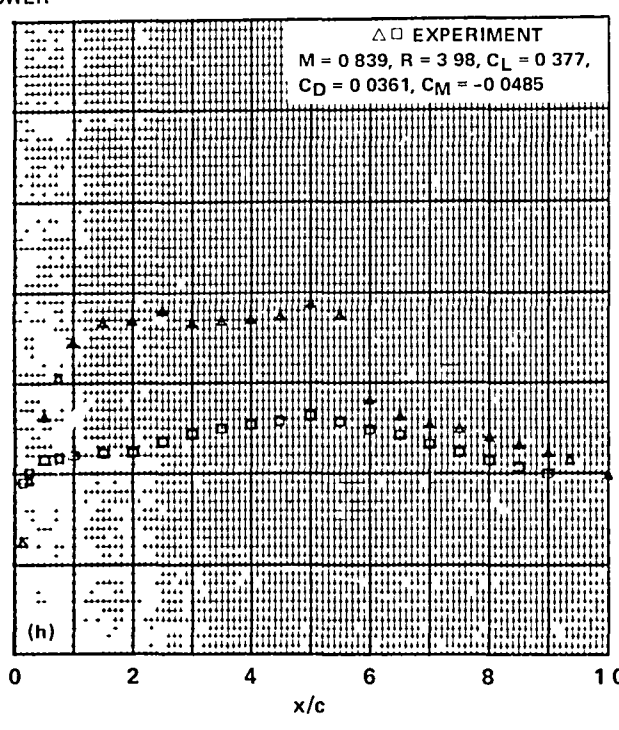 △ □ EXPERIMENT
M = 0 839, R = 3 98, CL = 0 377,
CD = 0 0361, CM = -0 0485
(h)
0 2 4 6 8 1 0
x/c